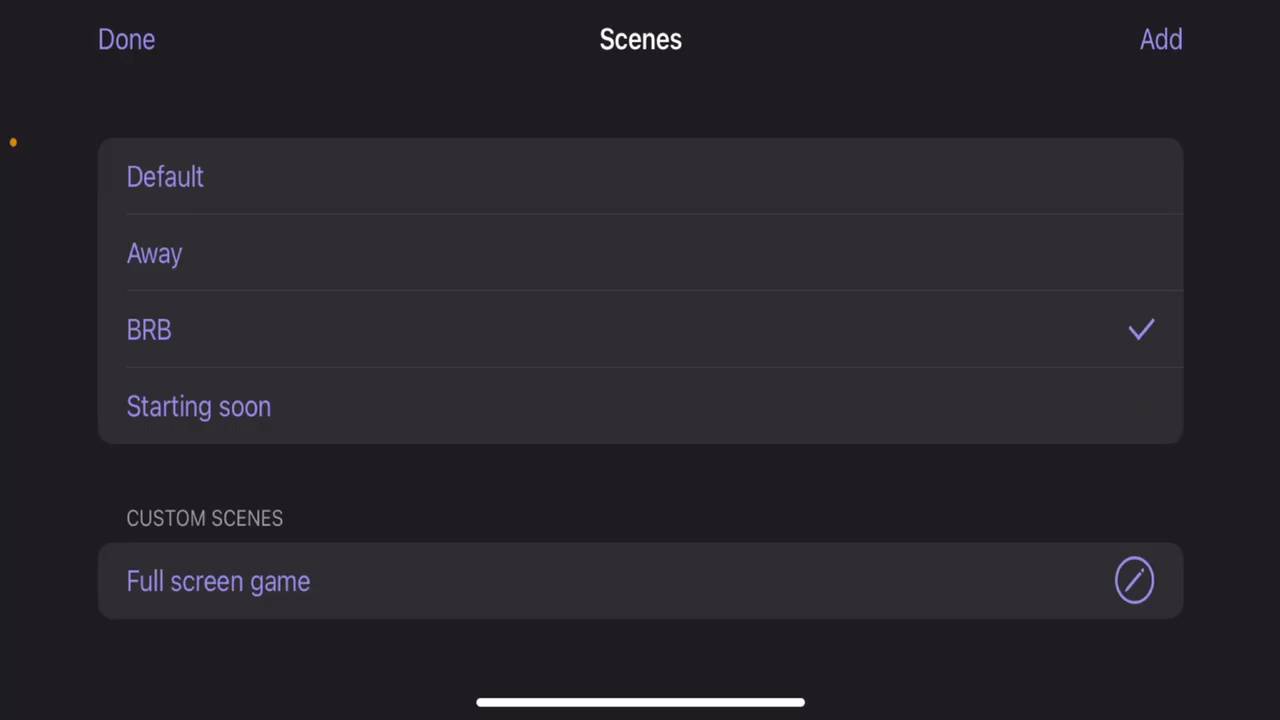 Done
Scenes
Add
Default
Away
BRB
Starting soon
CUSTOM SCENES
Full screen game